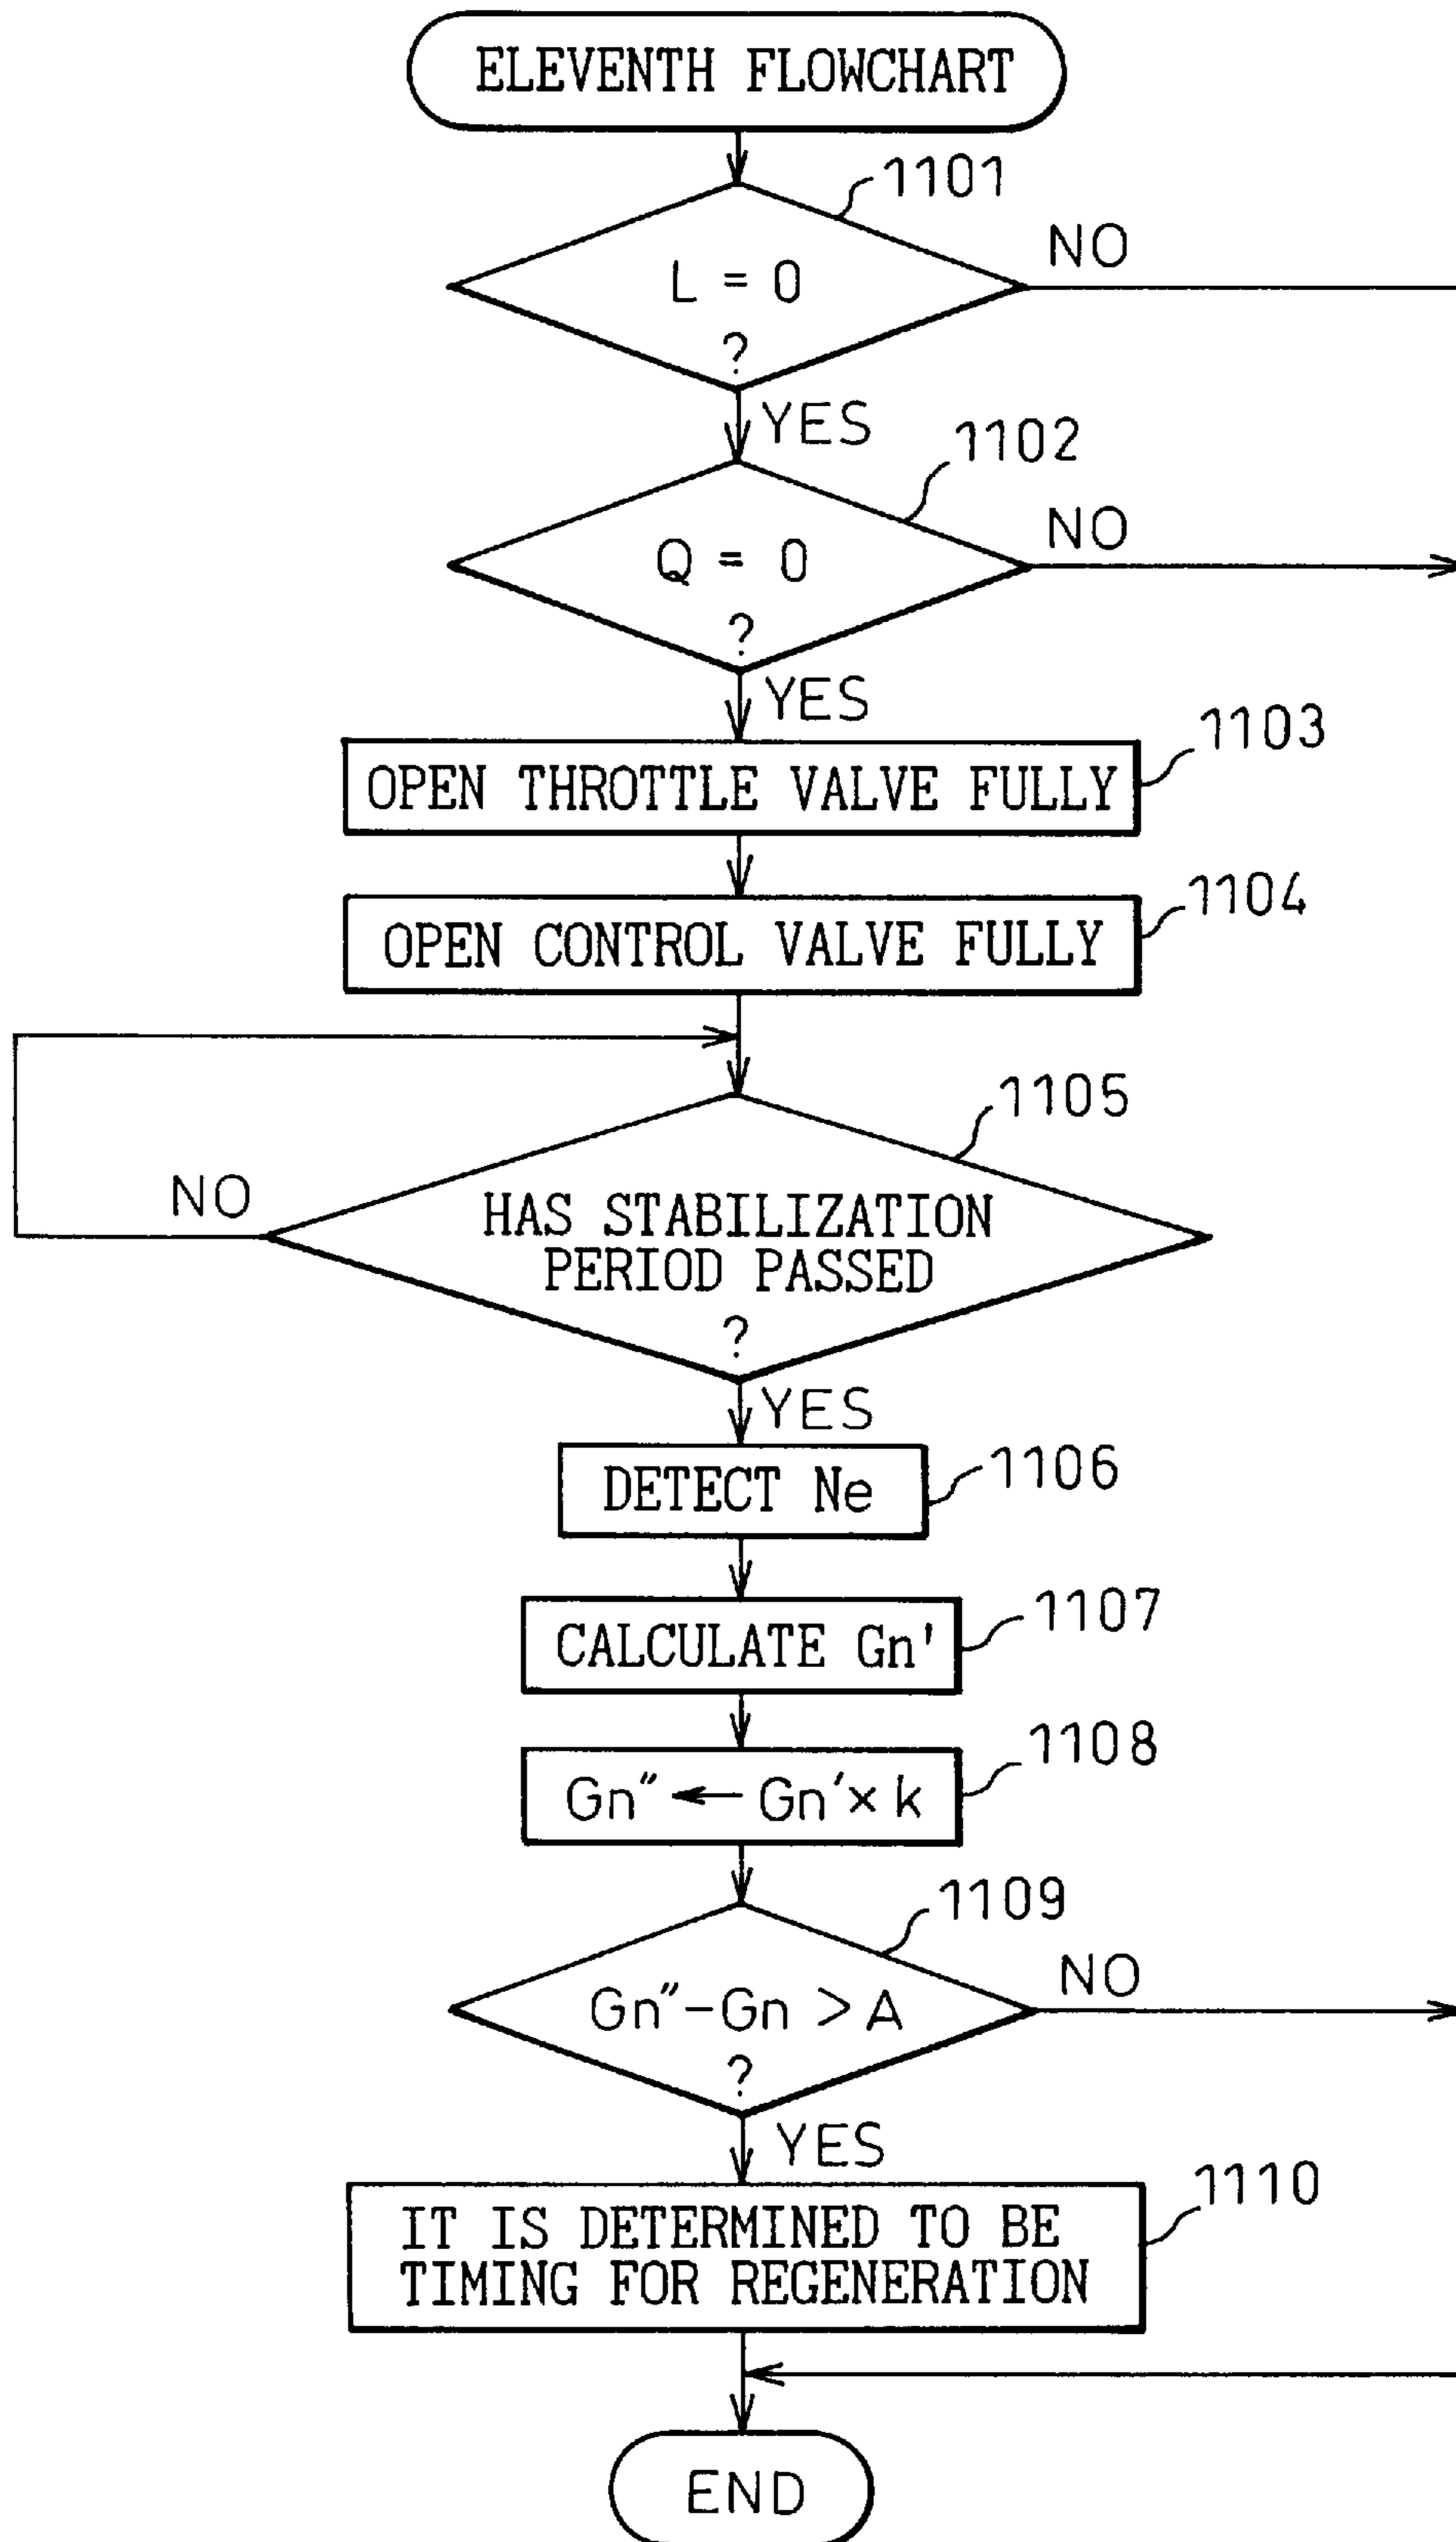 ELEVENTH FLOWCHART
1101
L = 0
?
NO
YES
1102
Q = 0
?
NO
YES
1103
OPEN THROTTLE VALVE FULLY
1104
OPEN CONTROL VALVE FULLY
1105
HAS STABILIZATION
PERIOD PASSED
?
NO
YES
1106
DETECT Ne
1107
CALCULATE Gn'
1108
Gn" ← Gn' × k
1109
Gn" - Gn > A
?
NO
YES
1110
IT IS DETERMINED TO BE
TIMING FOR REGENERATION
END